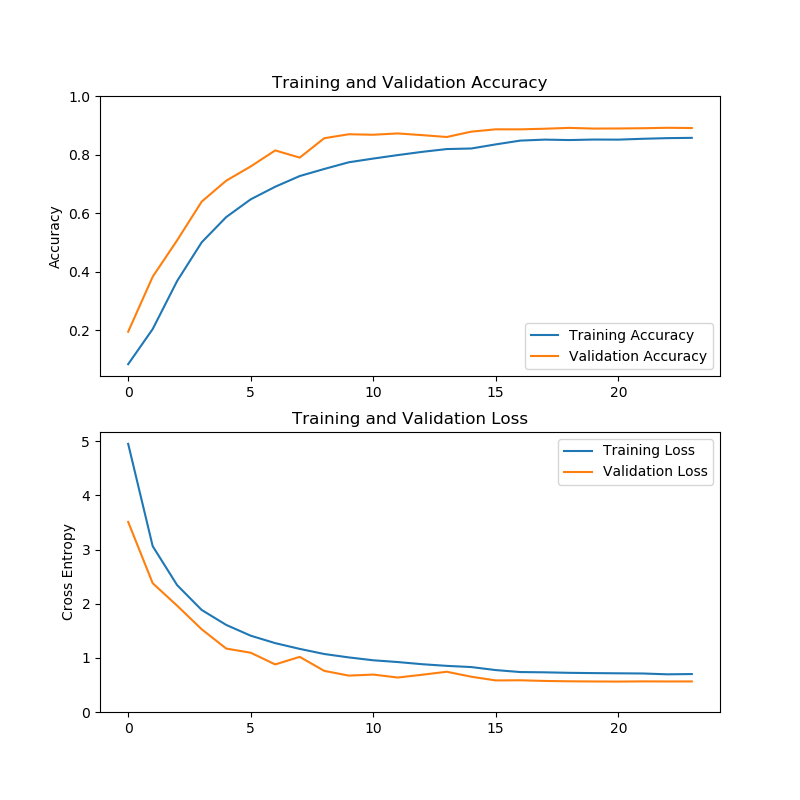 Training and Validation Accuracy
1.0
0.8
0.6
0.4
0.2
Accuracy
Training Accuracy
Validation Accuracy
0 5 10 15 20
Training and Validation Loss
5
4
3
2
1
0
Cross Entropy
Training Loss
Validation Loss
0 5 10 15 20